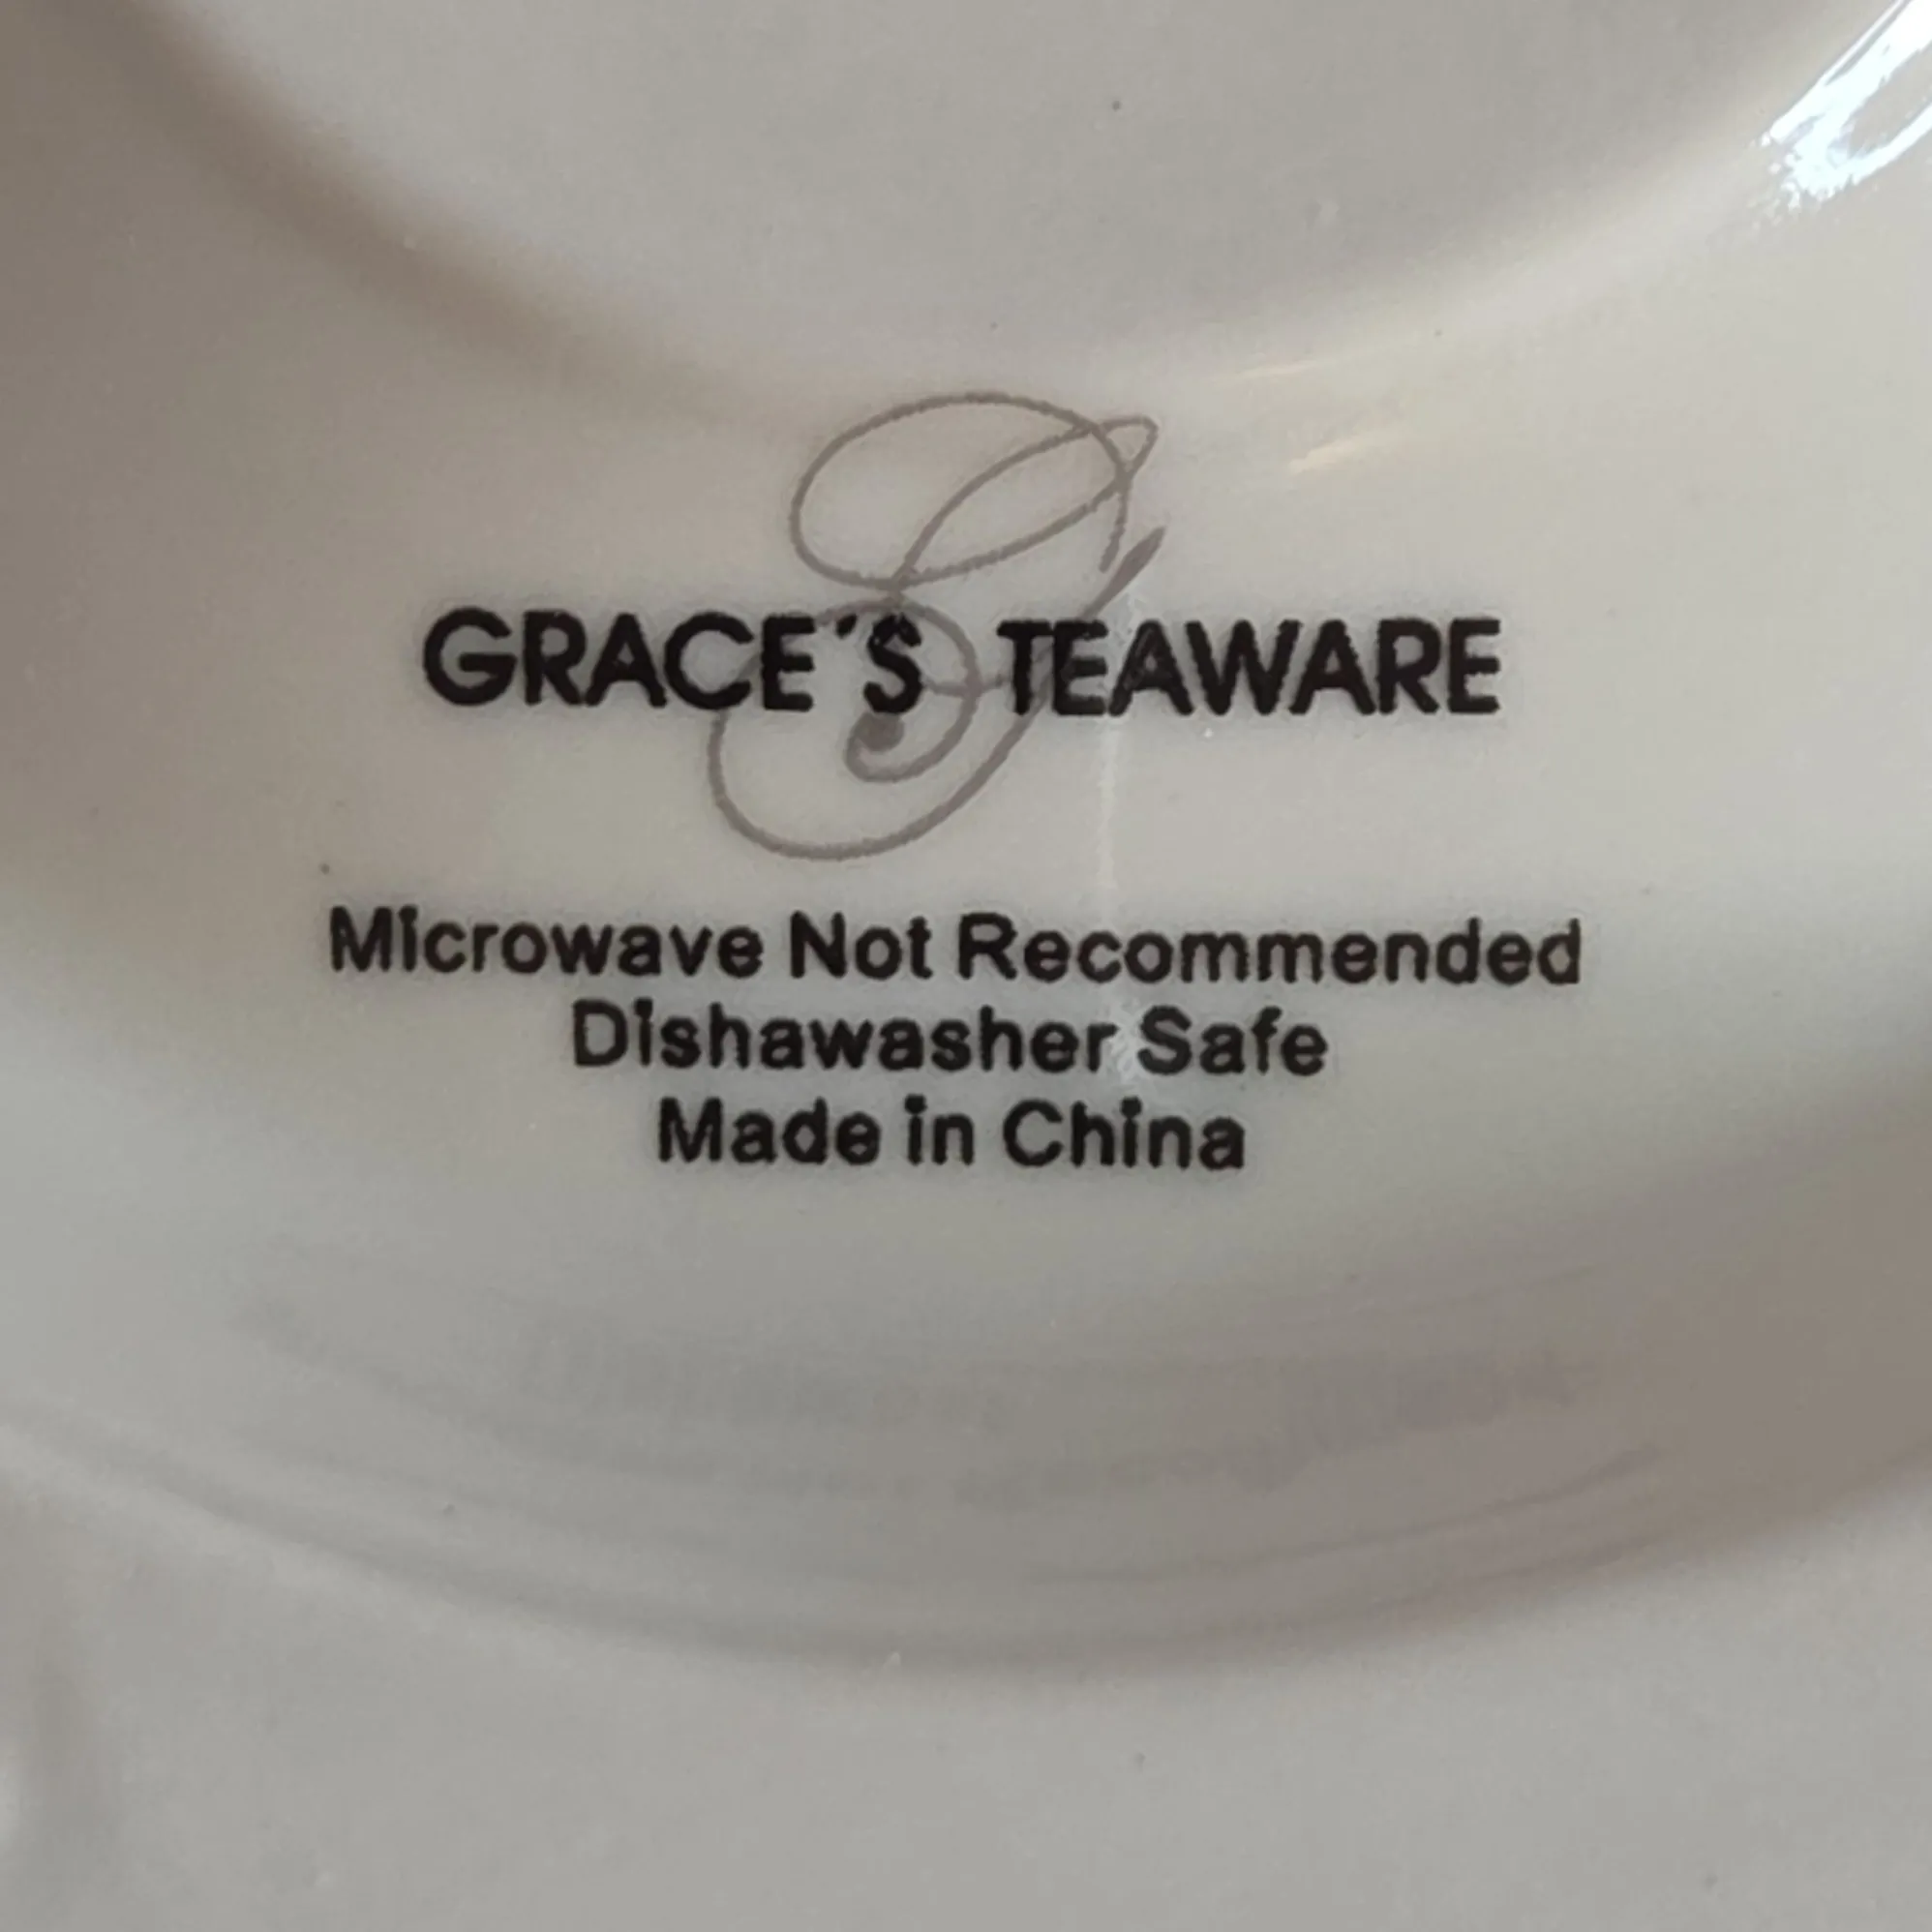 G
GRACE'S TEAWARE
Microwave Not Recommended
Dishawasher Safe
Made in China